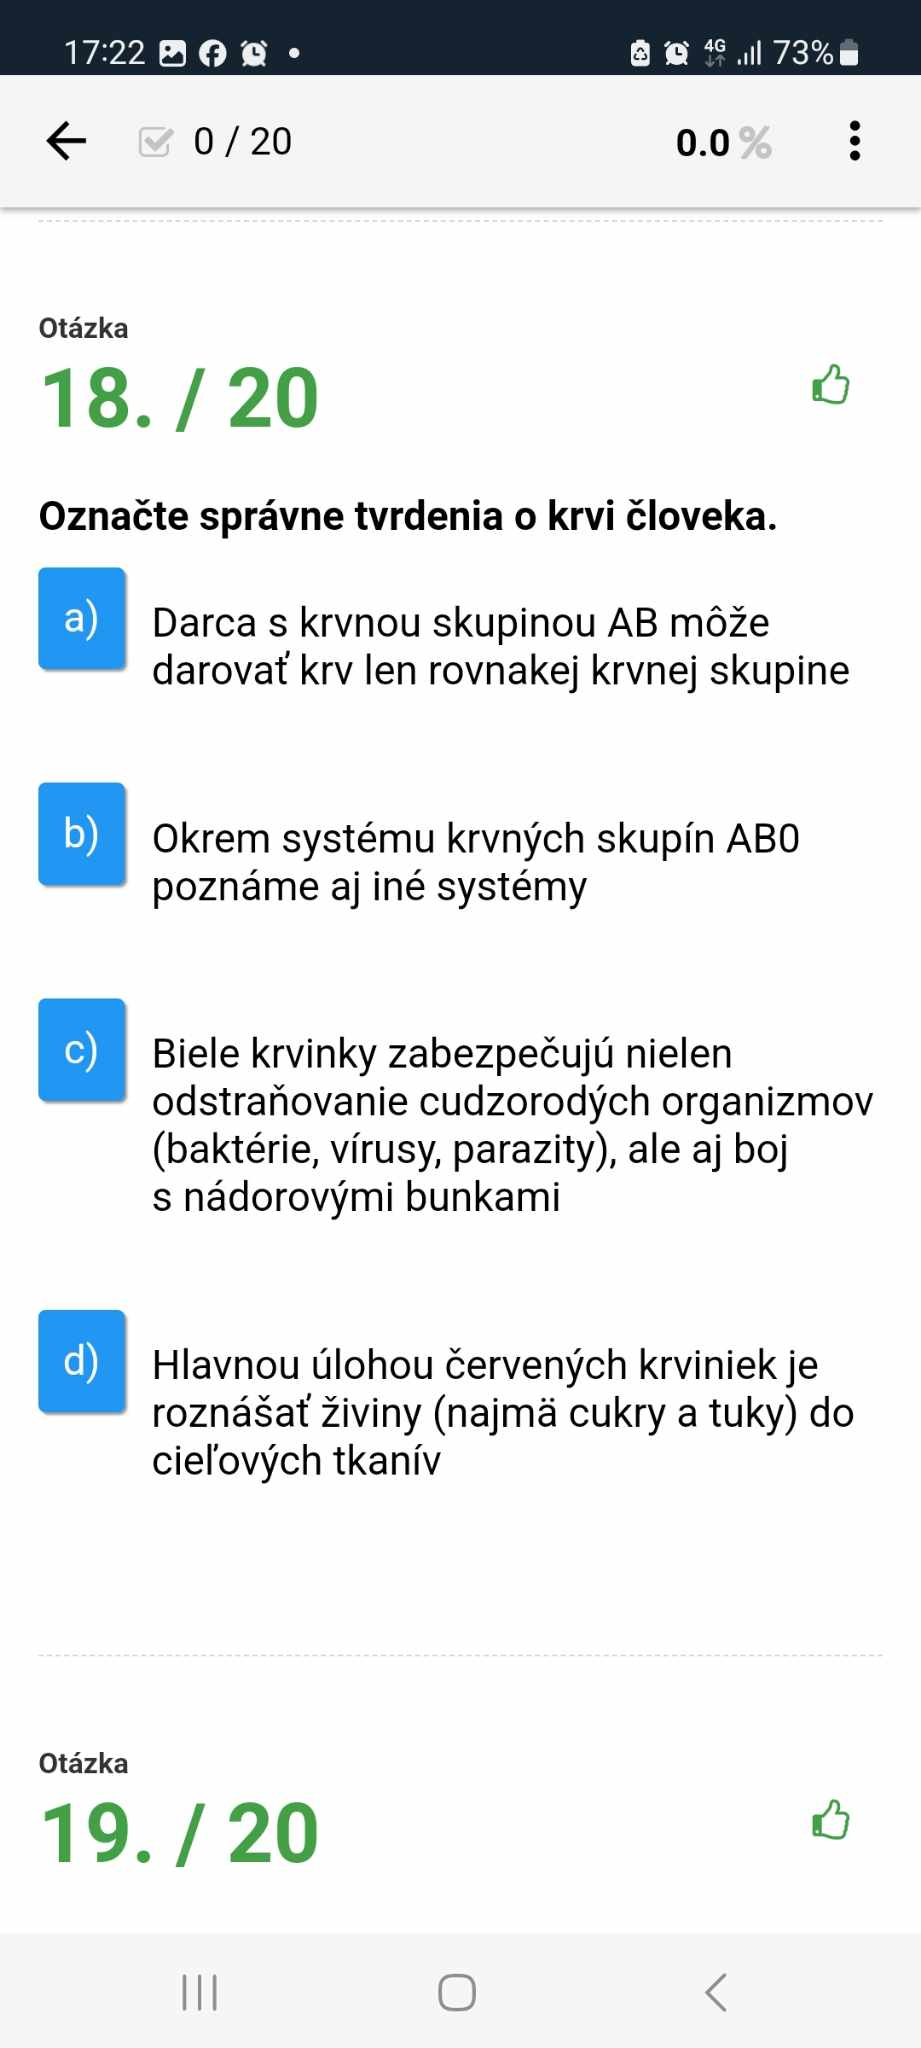 17:22
4G
73%
0 / 20
0.0 %
Otázka
18. / 20
Označte správne tvrdenia o krvi človeka.
a)
Darca s krvnou skupinou AB môže
darovať krv len rovnakej krvnej skupine
b)
Okrem systému krvných skupín AB0
poznáme aj iné systémy
c)
Biele krvinky zabezpečujú nielen
odstraňovanie cudzorodých organizmov
(baktérie, vírusy, parazity), ale aj boj
s nádorovými bunkami
d)
Hlavnou úlohou červených krviniek je
roznášať živiny (najmä cukry a tuky) do
cieľových tkanív
Otázka
19. / 20